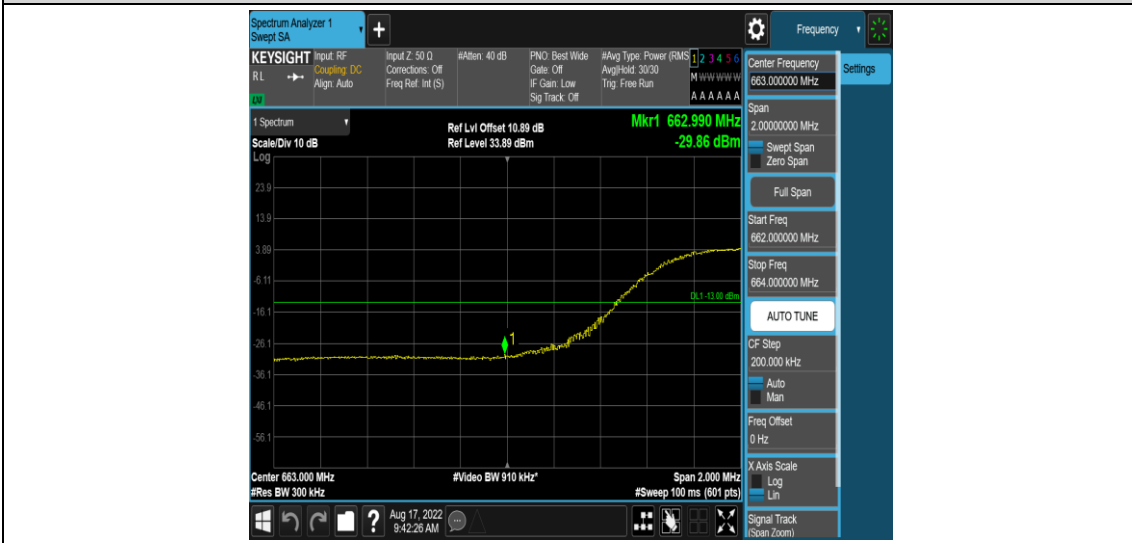 Spectrum Analyzer 1
Swept SA
+
Frequency
KEYSIGHT
RL
LXI
Input: RF
Coupling: DC
Align: Auto
Input Z: 50 Ω
Corrections: Off
Freq Ref: Int (S)
#Atten: 40 dB
PNO: Best Wide
Gate: Off
IF Gain: Low
Sig Track: Off
#Avg Type: Power (RMS
Avg|Hold: 30/30
Trig: Free Run
1 2 3 4 5 6
M W W W W W
A A A A A A
1 Spectrum
Scale/Div 10 dB
Log
Ref Lvl Offset 10.89 dB
Ref Level 33.89 dBm
Mkr1 662.990 MHz
-29.86 dBm
23.9
13.9
3.89
-6.11
DL1 -13.00 dBm
-16.1
1
-26.1
-36.1
-46.1
-56.1
Center 663.000 MHz
#Video BW 910 kHz*
Span 2.000 MHz
#Res BW 300 kHz
#Sweep 100 ms (601 pts)
Center Frequency
663.000000 MHz
Settings
Span
2.00000000 MHz
Swept Span
Zero Span
Full Span
Start Freq
662.000000 MHz
Stop Freq
664.000000 MHz
AUTO TUNE
CF Step
200.000 kHz
Auto
Man
Freq Offset
0 Hz
X Axis Scale
Log
Lin
Signal Track
(Span Zoom)
?
Aug 17, 2022
9:42:26 AM